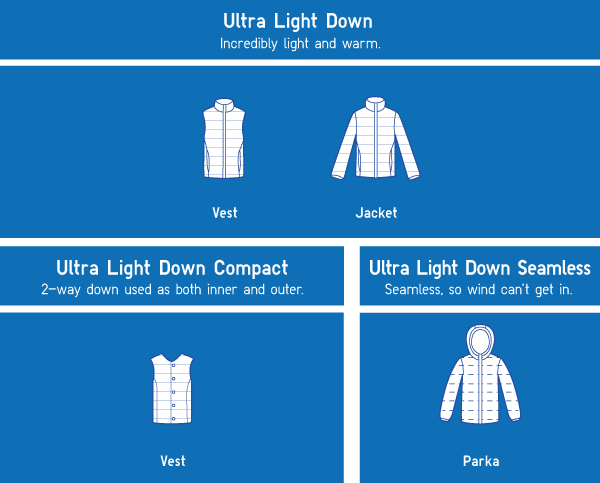 Ultra Light Down
Incredibly light and warm.
Vest
Jacket
Ultra Light Down Compact
2-way down used as both inner and outer.
Vest
Ultra Light Down Seamless
Seamless, so wind can't get in.
Parka